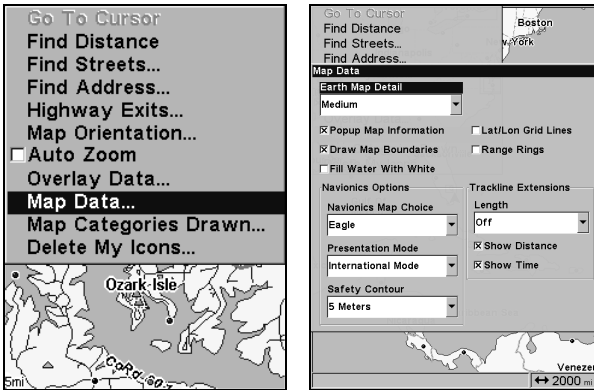 Go To Cursor
Find Distance
Find Streets...
Find Address...
Highway Exits...
Map Orientation...
Auto Zoom
Overlay Data...
Map Data...
Map Categories Drawn...
Delete My Icons...
Ozark Isle
CoRd 60
5mi
Go To Cursor
Find Distance
Find Streets...
Find Address...
Boston
York
Map Data
Earth Map Detail
Medium
Popup Map Information
Lat/Lon Grid Lines
Draw Map Boundaries
Range Rings
Fill Water With White
Navionics Options
Navionics Map Choice
Eagle
Presentation Mode
International Mode
Safety Contour
5 Meters
Trackline Extensions
Length
Off
Show Distance
Show Time
Veneze
↔ 2000 mi